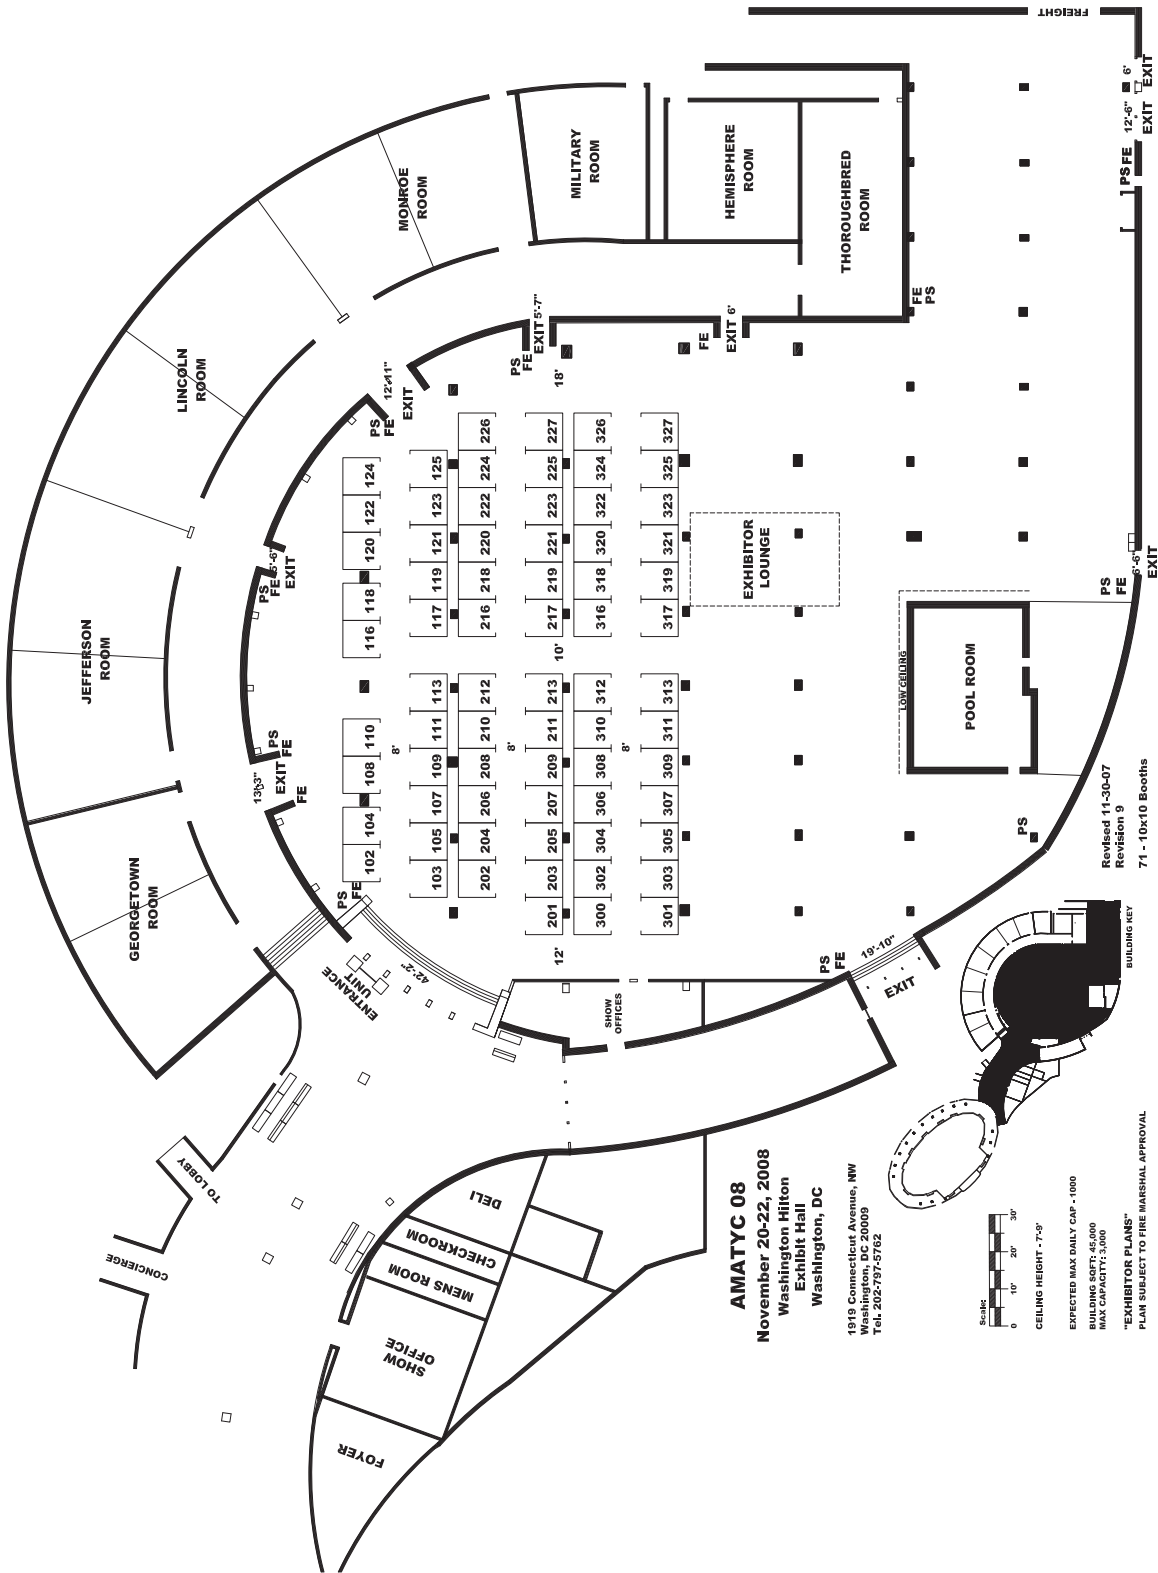 FREIGHT
6'
EXIT
12'-6"
EXIT
PS FE
MILITARY
ROOM
HEMISPHERE
ROOM
THOROUGHBRED
ROOM
MONROE
ROOM
LINCOLN
ROOM
JEFFERSON
ROOM
GEORGETOWN
ROOM
FE
PS
FE
EXIT 6'
PS
FE
EXIT 5'-7"
18'
12'-11"
EXIT
PS
FE
5'-6"
EXIT
PS
FE
PS
FE
EXIT
13'-3"
FE
PS
FE
124
122
120
118
116
110
108
104
102
125
123
121
119
117
113
111
109
107
105
103
226
224
222
220
218
216
212
210
208
206
204
202
227
225
223
221
219
217
213
211
209
207
205
203
201
326
324
322
320
318
316
312
310
308
306
304
302
300
327
325
323
321
319
317
313
311
309
307
305
303
301
8'
8'
8'
10'
12'
EXHIBITOR
LOUNGE
LOW CEILING
POOL ROOM
PS
FE
6'-6"
EXIT
PS
PS
FE
19'-10"
EXIT
42'-2"
ENTRANCE
UNIT
SHOW
OFFICES
TO LOBBY
CONCIERGE
DELI
CHECKROOM
MENS ROOM
SHOW
OFFICE
FOYER
Revised 11-30-07
Revision 9
71 - 10x10 Booths
BUILDING KEY
AMATYC 08
November 20-22, 2008
Washington Hilton
Exhibit Hall
Washington, DC
1919 Connecticut Avenue, NW
Washington, DC 20009
Tel. 202-797-5762
Scale:
0 10' 20' 30'
CEILING HEIGHT - 7'-9'
EXPECTED MAX DAILY CAP - 1000
BUILDING SQFT: 45,000
MAX CAPACITY: 3,000
"EXHIBITOR PLANS"
PLAN SUBJECT TO FIRE MARSHAL APPROVAL